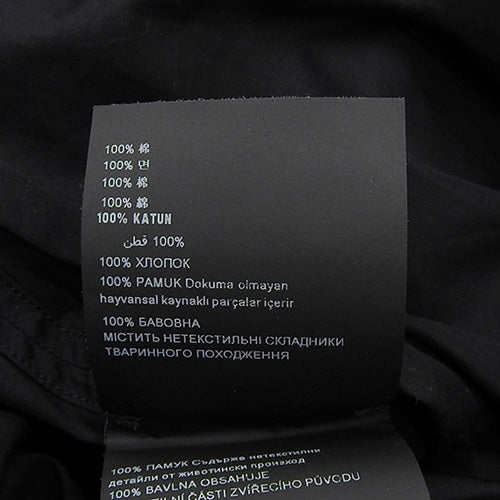 100% 棉
100% 면
100% 棉
100% 綿
100% KATUN
100% قطن
100% ХЛОПОК
100% PAMUK Dokuma olmayan
hayvansal kaynaklı parçalar içerir
100% БАВОВНА
МІСТИТЬ НЕТЕКСТИЛЬНІ СКЛАДНИКИ
ТВАРИННОГО ПОХОДЖЕННЯ
100% ПАМУК Съдържа нетекстилни
детайли от животински произход
100% BAVLNA OBSAHUJE
ČÁSTI ZVÍŘECÍHO PŮVODU